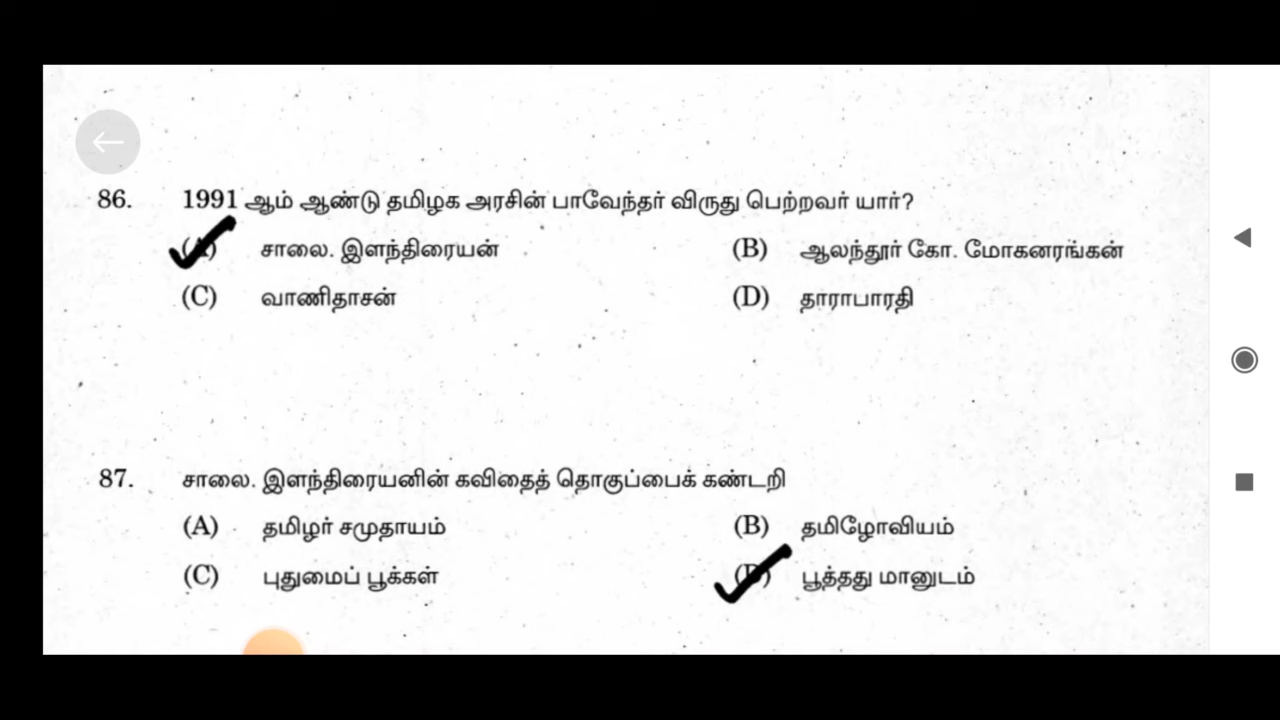 86. 1991 ஆம் ஆண்டு தமிழக அரசின் பாவேந்தர் விருது பெற்றவர் யார்?
(A) சாலை. இளந்திரையன் (B) ஆலந்தூர் கோ. மோகனரங்கன்
(C) வாணிதாசன் (D) தாராபாரதி
87. சாலை. இளந்திரையனின் கவிதைத் தொகுப்பைக் கண்டறி
(A) தமிழர் சமுதாயம் (B) தமிழோவியம்
(C) புதுமைப் பூக்கள் (D) பூத்தது மானுடம்